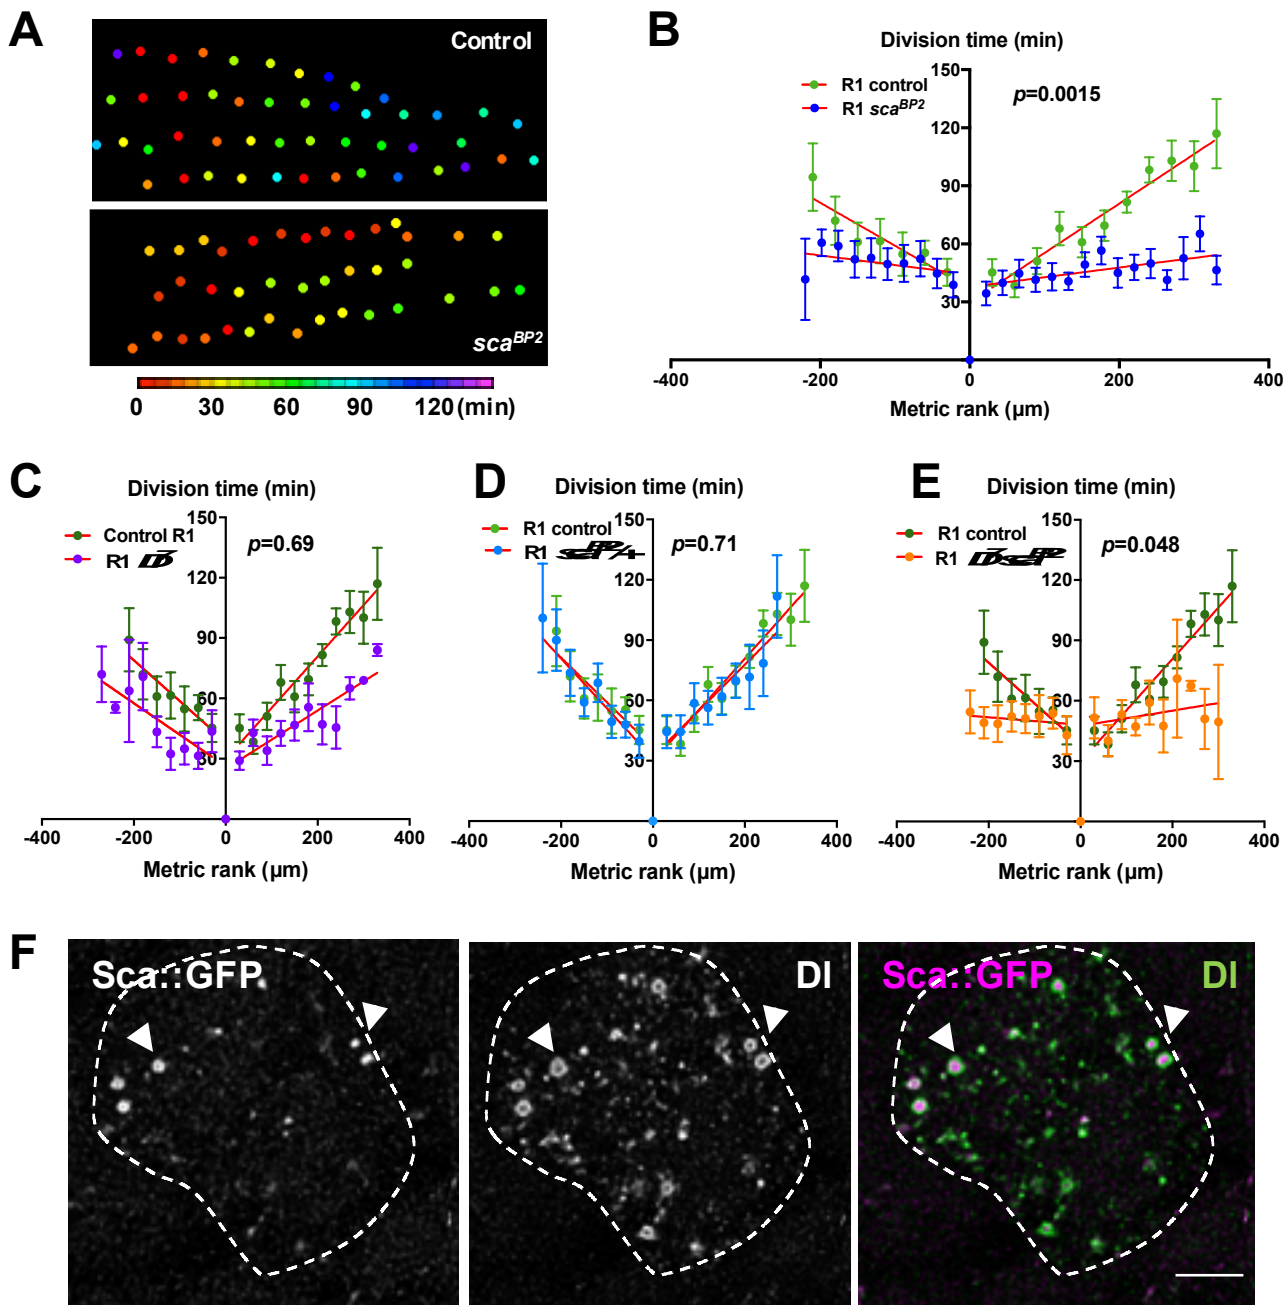 A
Control
sca^BP2
0 30 60 90 120 (min)
B
Division time (min)
R1 control
R1 sca^BP2
p=0.0015
150
120
90
60
30
-400 -200 0 200 400
Metric rank (µm)
C
Division time (min)
Control R1
R1
p=0.69
150
120
90
60
30
-400 -200 0 200 400
Metric rank (µm)
D
Division time (min)
R1 control
R1
p=0.71
150
120
90
60
30
-400 -200 0 200 400
Metric rank (µm)
E
Division time (min)
R1 control
R1
p=0.048
150
120
90
60
30
-400 -200 0 200 400
Metric rank (µm)
F
Sca::GFP
Dl
Sca::GFP Dl